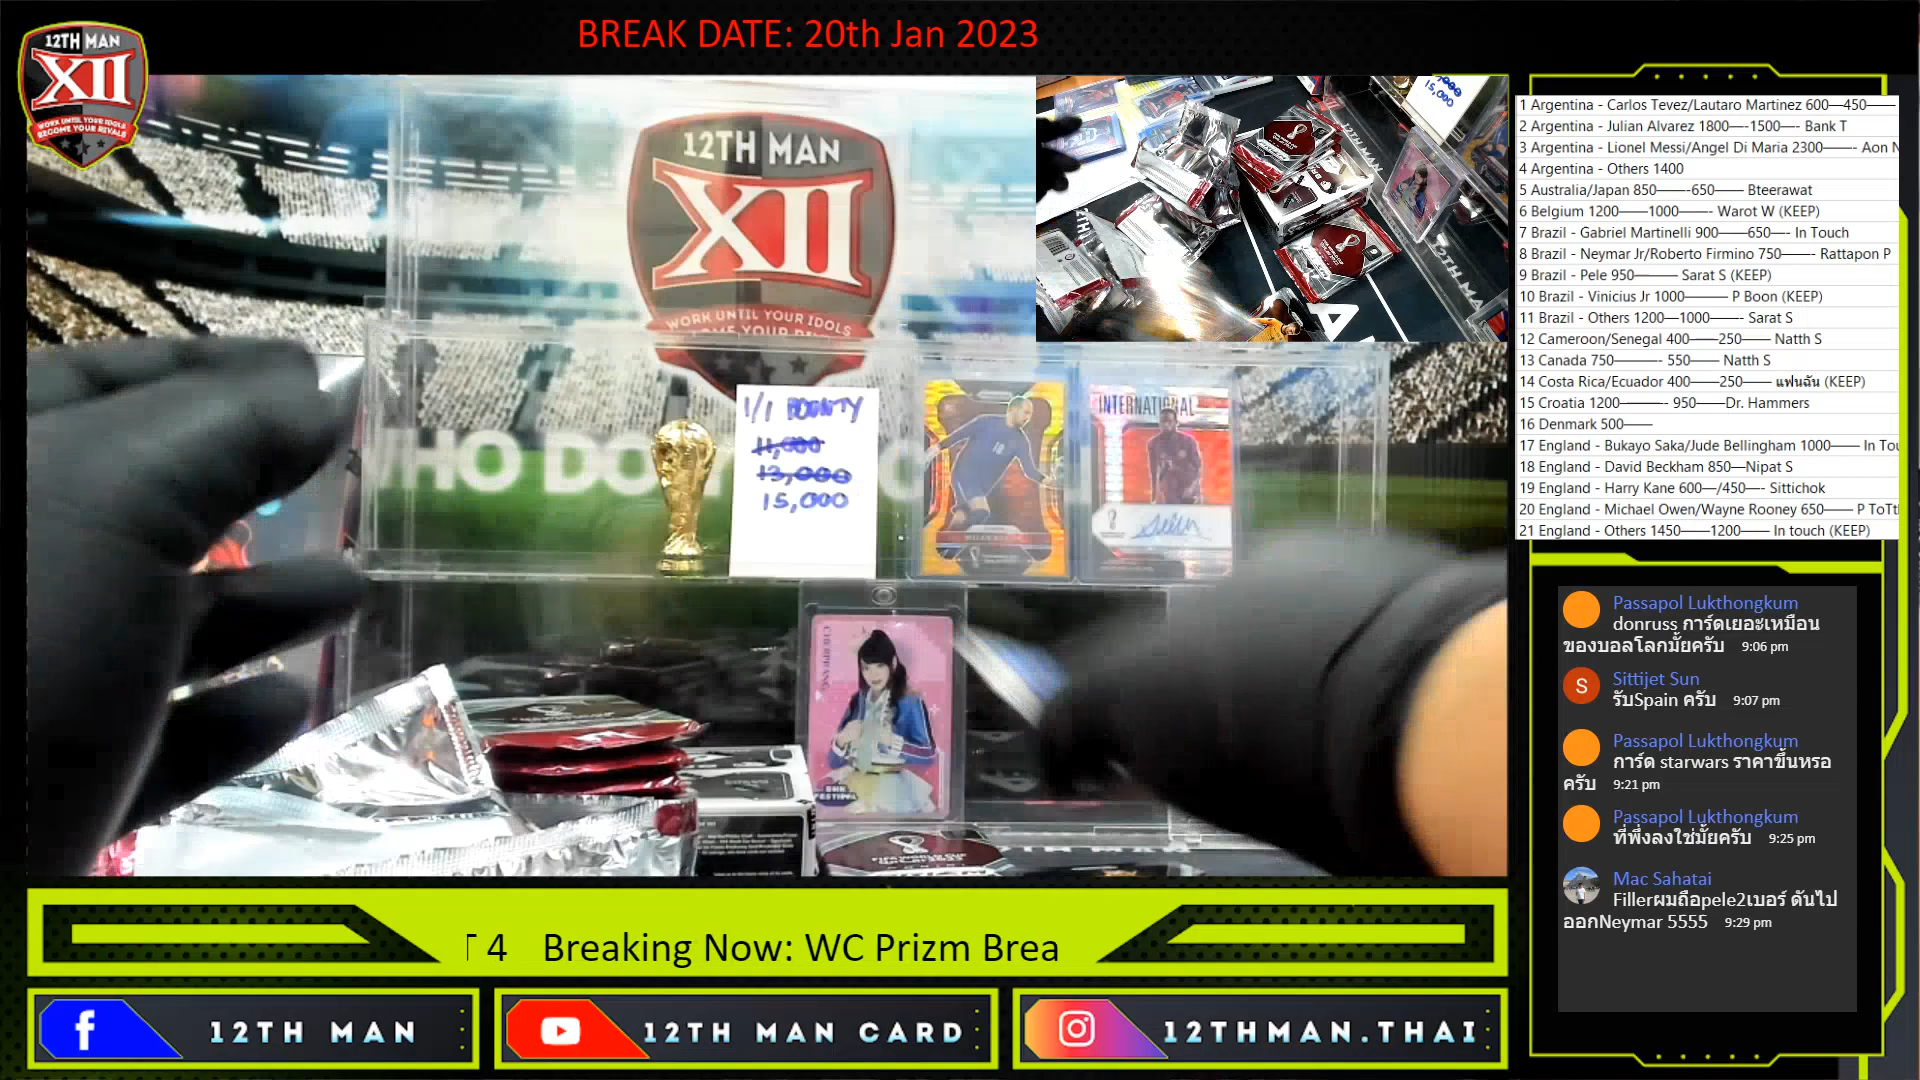 BREAK DATE: 20th Jan 2023
12TH MAN
XII
WORK UNTIL YOUR IDOLS
BECOME YOUR RIVALS
12TH MAN
XII
WORK UNTIL YOUR IDOLS
1/1 BOUNTY
11,000
13,000
15,000
INTERNATIONAL
15,000
12TH MAN
1 Argentina - Carlos Tevez/Lautaro Martinez 600—450——
2 Argentina - Julian Alvarez 1800—-1500—- Bank T
3 Argentina - Lionel Messi/Angel Di Maria 2300——- Aon N
4 Argentina - Others 1400
5 Australia/Japan 850——-650—— Bteerawat
6 Belgium 1200——1000——- Warot W (KEEP)
7 Brazil - Gabriel Martinelli 900——650—- In Touch
8 Brazil - Neymar Jr/Roberto Firmino 750——- Rattapon P
9 Brazil - Pele 950——— Sarat S (KEEP)
10 Brazil - Vinicius Jr 1000——— P Boon (KEEP)
11 Brazil - Others 1200—1000——- Sarat S
12 Cameroon/Senegal 400——250—— Natth S
13 Canada 750———- 550—— Natth S
14 Costa Rica/Ecuador 400——250—— แฟนฉัน (KEEP)
15 Croatia 1200———- 950——Dr. Hammers
16 Denmark 500——
17 England - Bukayo Saka/Jude Bellingham 1000—— In Tou
18 England - David Beckham 850—Nipat S
19 England - Harry Kane 600—/450—- Sittichok
20 England - Michael Owen/Wayne Rooney 650—— P ToTt
21 England - Others 1450——1200—— In touch (KEEP)
Passapol Lukthongkum
donruss การ์ดเยอะเหมือน
ของบอลโลกมั้ยครับ 9:06 pm
S
Sittijet Sun
รับSpain ครับ 9:07 pm
Passapol Lukthongkum
การ์ด starwars ราคาขึ้นหรอ
ครับ 9:21 pm
Passapol Lukthongkum
ที่พึ่งลงใช่มั้ยครับ 9:25 pm
Mac Sahatai
Fillerผมถือpele2เบอร์ ดันไป
ออกNeymar 5555 9:29 pm
T 4 Breaking Now: WC Prizm Brea
f 12TH MAN
12TH MAN CARD
12THMAN.THAI